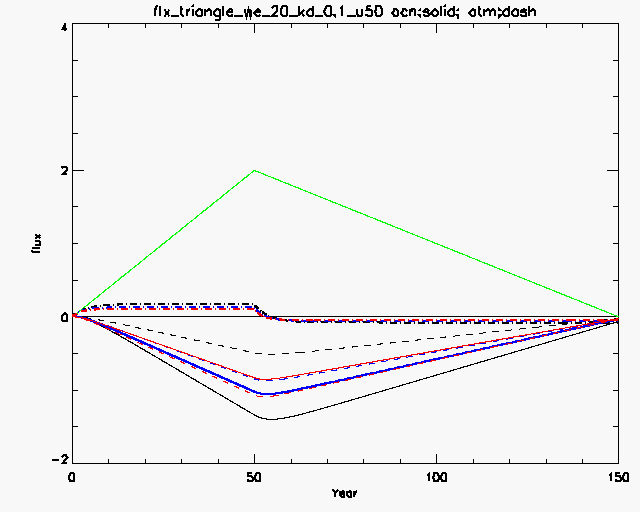 flx_triangle_we_20_kd_0.1_u50 ocn:solid; atm:dash
4
2
flux
0
-2
0 50 100 150
Year